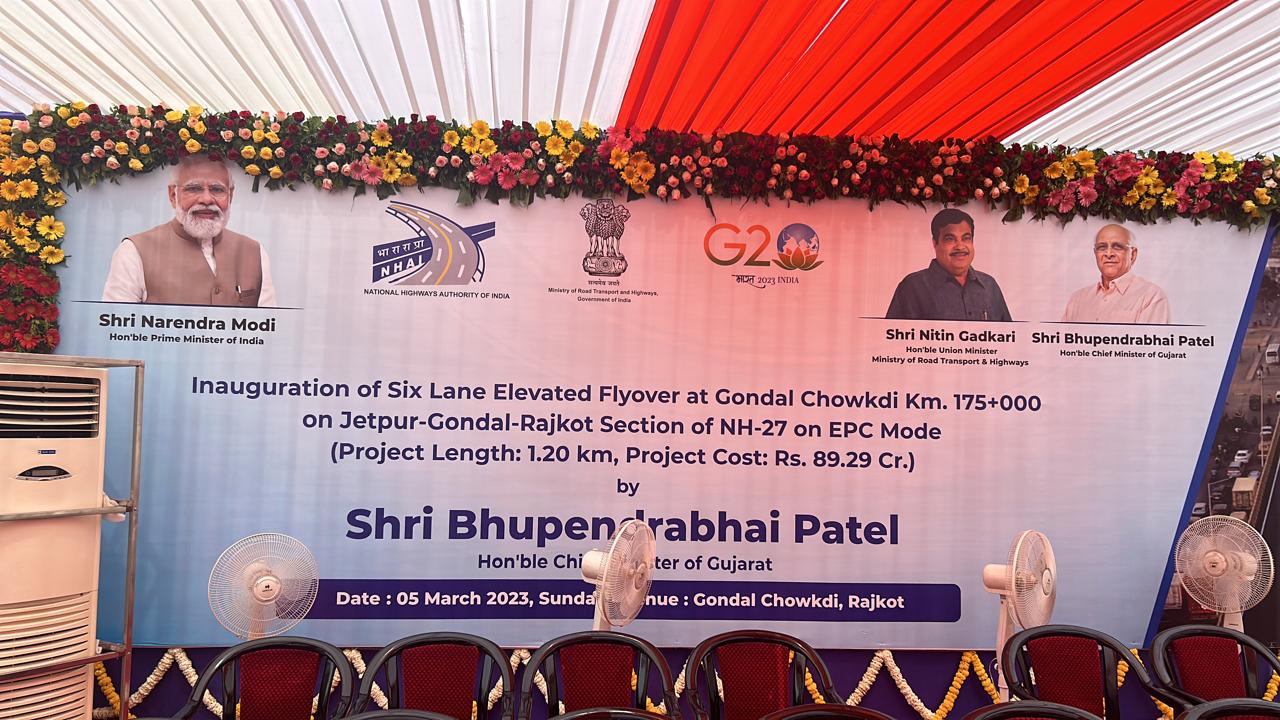 भा रा रा प्रा
NHAI
NATIONAL HIGHWAYS AUTHORITY OF INDIA
सत्यमेव जयते
Ministry of Road Transport and Highways,
Government of India
G20
भारत 2023 INDIA
Shri Narendra Modi
Hon'ble Prime Minister of India
Shri Nitin Gadkari
Hon'ble Union Minister
Ministry of Road Transport & Highways
Shri Bhupendrabhai Patel
Hon'ble Chief Minister of Gujarat
Inauguration of Six Lane Elevated Flyover at Gondal Chowkdi Km. 175+000
on Jetpur-Gondal-Rajkot Section of NH-27 on EPC Mode
(Project Length: 1.20 km, Project Cost: Rs. 89.29 Cr.)
by
Shri Bhupendrabhai Patel
Hon'ble Chi ster of Gujarat
Date : 05 March 2023, Sunda nue : Gondal Chowkdi, Rajkot